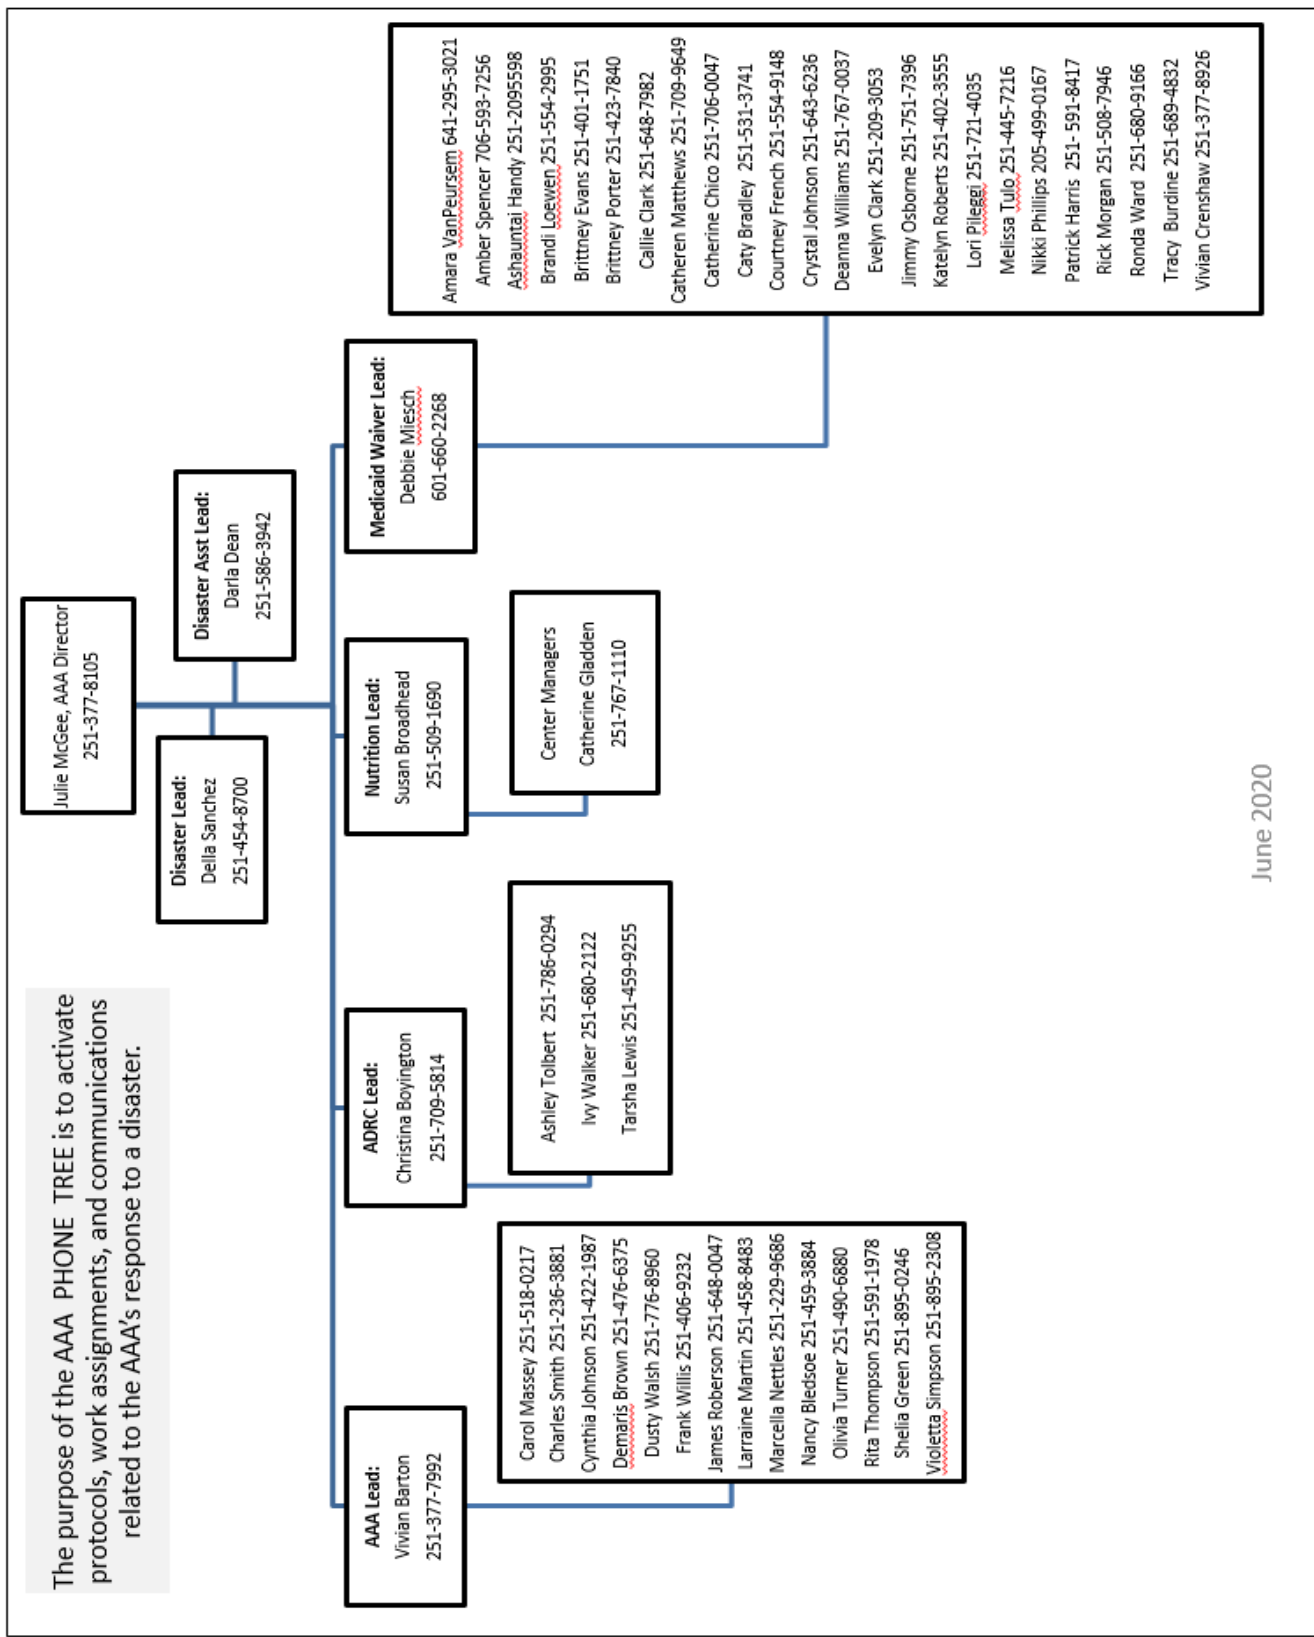 The purpose of the AAA PHONE TREE is to activate
protocols, work assignments, and communications
related to the AAA's response to a disaster.
Julie McGee, AAA Director
251-377-8105
Disaster Lead:
Della Sanchez
251-454-8700
Disaster Asst Lead:
Darla Dean
251-586-3942
AAA Lead:
Vivian Barton
251-377-7992
ADRC Lead:
Christina Boyington
251-709-5814
Nutrition Lead:
Susan Broadhead
251-509-1690
Medicaid Waiver Lead:
Debbie Miesch
601-660-2268
Carol Massey 251-518-0217
Charles Smith 251-236-3881
Cynthia Johnson 251-422-1987
Demaris Brown 251-476-6375
Dusty Walsh 251-776-8960
Frank Willis 251-406-9232
James Roberson 251-648-0047
Larraine Martin 251-458-8483
Marcella Nettles 251-229-9686
Nancy Bledsoe 251-459-3884
Olivia Turner 251-490-6880
Rita Thompson 251-591-1978
Shelia Green 251-895-0246
Violetta Simpson 251-895-2308
Ashley Tolbert 251-786-0294
Ivy Walker 251-680-2122
Tarsha Lewis 251-459-9255
Center Managers
Catherine Gladden
251-767-1110
Amara VanPeursem 641-295-3021
Amber Spencer 706-593-7256
Ashauntai Handy 251-2095598
Brandi Loewen 251-554-2995
Brittney Evans 251-401-1751
Brittney Porter 251-423-7840
Callie Clark 251-648-7982
Catheren Matthews 251-709-9649
Catherine Chico 251-706-0047
Caty Bradley 251-531-3741
Courtney French 251-554-9148
Crystal Johnson 251-643-6236
Deanna Williams 251-767-0037
Evelyn Clark 251-209-3053
Jimmy Osborne 251-751-7396
Katelyn Roberts 251-402-3555
Lori Pileggi 251-721-4035
Melissa Tulo 251-445-7216
Nikki Phillips 205-499-0167
Patrick Harris 251- 591-8417
Rick Morgan 251-508-7946
Ronda Ward 251-680-9166
Tracy Burdine 251-689-4832
Vivian Crenshaw 251-377-8926
June 2020